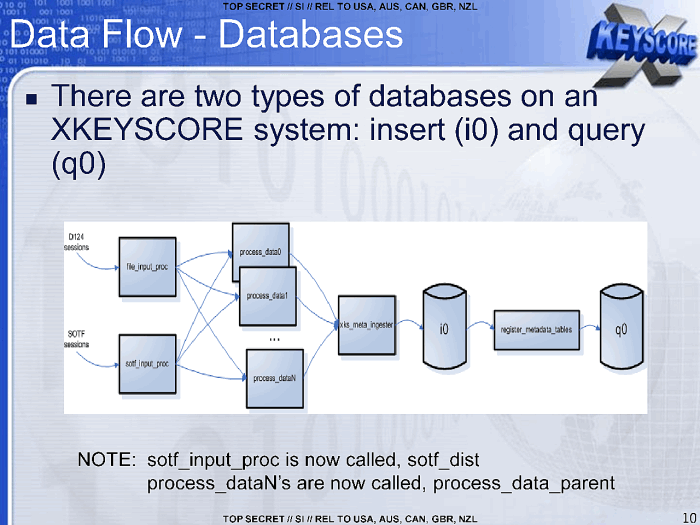 TOP SECRET // SI // REL TO USA, AUS, CAN, GBR, NZL
Data Flow - Databases
XKEYSCORE
There are two types of databases on an
XKEYSCORE system: insert (i0) and query
(q0)
D124
sessions
file_input_proc
process_data0
process_data1
SOTF
sessions
sotf_input_proc
...
process_dataN
xks_meta_ingester
i0
register_metadata_tables
q0
NOTE: sotf_input_proc is now called, sotf_dist
process_dataN's are now called, process_data_parent
TOP SECRET // SI // REL TO USA, AUS, CAN, GBR, NZL
10